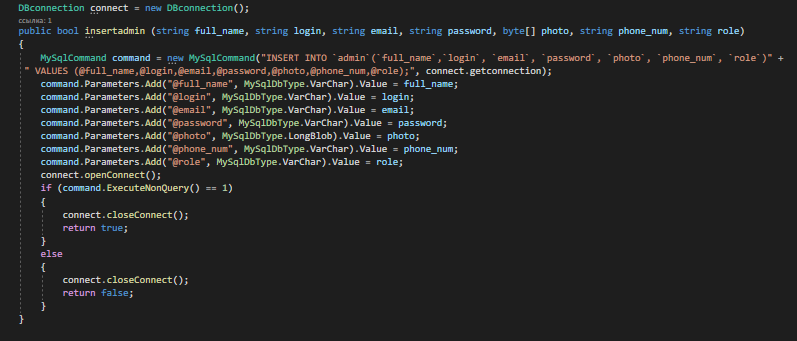 DBconnection connect = new DBconnection();
ссылка: 1
public bool insertadmin (string full_name, string login, string email, string password, byte[] photo, string phone_num, string role)
{
MySqlCommand command = new MySqlCommand("INSERT INTO `admin`(`full_name`,`login`, `email`, `password`, `photo`, `phone_num`, `role`)" +
" VALUES (@full_name,@login,@email,@password,@photo,@phone_num,@role);", connect.getconnection);
command.Parameters.Add("@full_name", MySqlDbType.VarChar).Value = full_name;
command.Parameters.Add("@login", MySqlDbType.VarChar).Value = login;
command.Parameters.Add("@email", MySqlDbType.VarChar).Value = email;
command.Parameters.Add("@password", MySqlDbType.VarChar).Value = password;
command.Parameters.Add("@photo", MySqlDbType.LongBlob).Value = photo;
command.Parameters.Add("@phone_num", MySqlDbType.VarChar).Value = phone_num;
command.Parameters.Add("@role", MySqlDbType.VarChar).Value = role;
connect.openConnect();
if (command.ExecuteNonQuery() == 1)
{
connect.closeConnect();
return true;
}
else
{
connect.closeConnect();
return false;
}
}